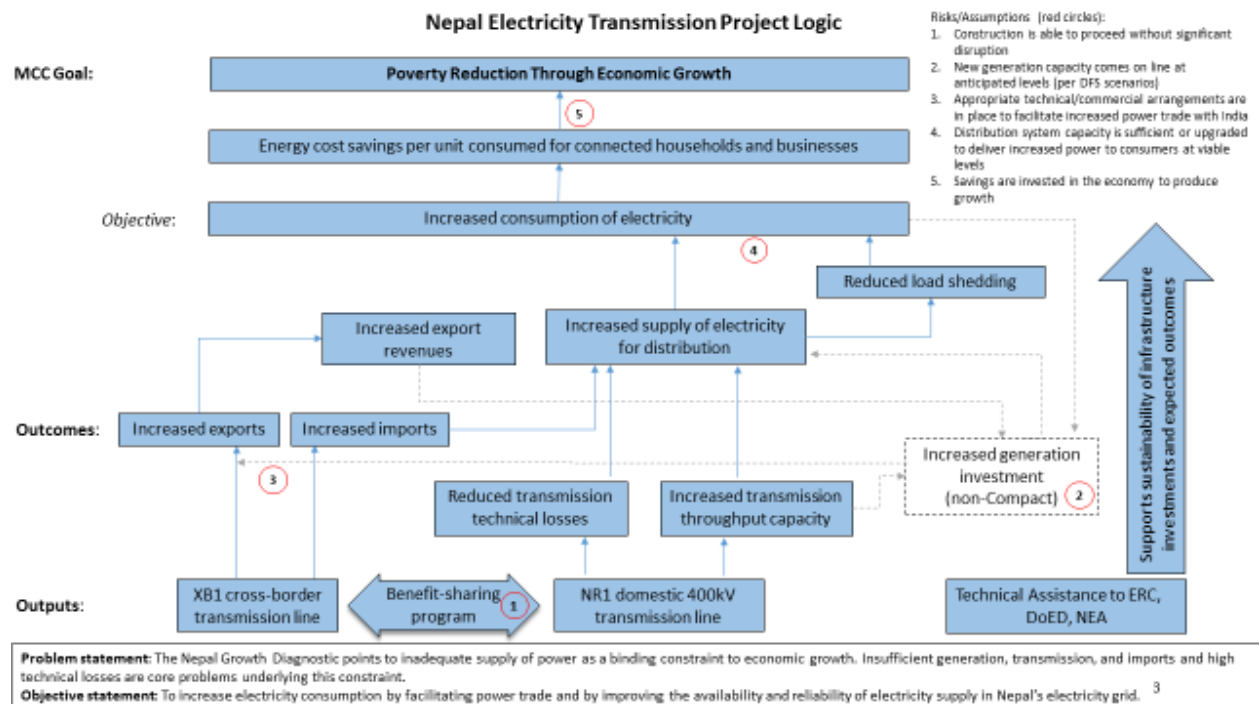 Nepal Electricity Transmission Project Logic
Risks/Assumptions (red circles):
1. Construction is able to proceed without significant
disruption
2. New generation capacity comes on line at
anticipated levels (per DFS scenarios)
3. Appropriate technical/commercial arrangements are
in place to facilitate increased power trade with India
4. Distribution system capacity is sufficient or upgraded
to deliver increased power to consumers at viable
levels
5. Savings are invested in the economy to produce
growth
MCC Goal:
Poverty Reduction Through Economic Growth
5
Energy cost savings per unit consumed for connected households and businesses
Objective:
Increased consumption of electricity
4
Reduced load shedding
Increased export
revenues
Increased supply of electricity
for distribution
Outcomes:
Increased exports
Increased imports
3
Increased generation
investment
(non-Compact)
2
Reduced transmission
technical losses
Increased transmission
throughput capacity
Supports sustainability of infrastructure
investments and expected outcomes
Outputs:
XB1 cross-border
transmission line
Benefit-sharing
program
1
NR1 domestic 400kV
transmission line
Technical Assistance to ERC,
DoED, NEA
Problem statement: The Nepal Growth Diagnostic points to inadequate supply of power as a binding constraint to economic growth. Insufficient generation, transmission, and imports and high
technical losses are core problems underlying this constraint.
Objective statement: To increase electricity consumption by facilitating power trade and by improving the availability and reliability of electricity supply in Nepal's electricity grid.
3